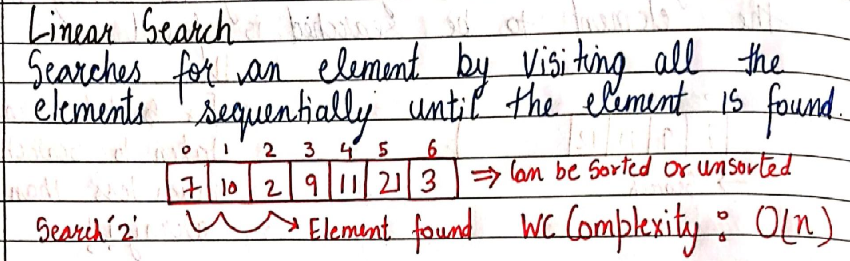 Linear Search
Searches for an element by visiting all the
elements sequentially until the element is found.
0 1 2 3 4 5 6
7 10 2 9 11 21 3 ⇒ Can be Sorted or unsorted
Search '2' → Element found WC Complexity : O(n)